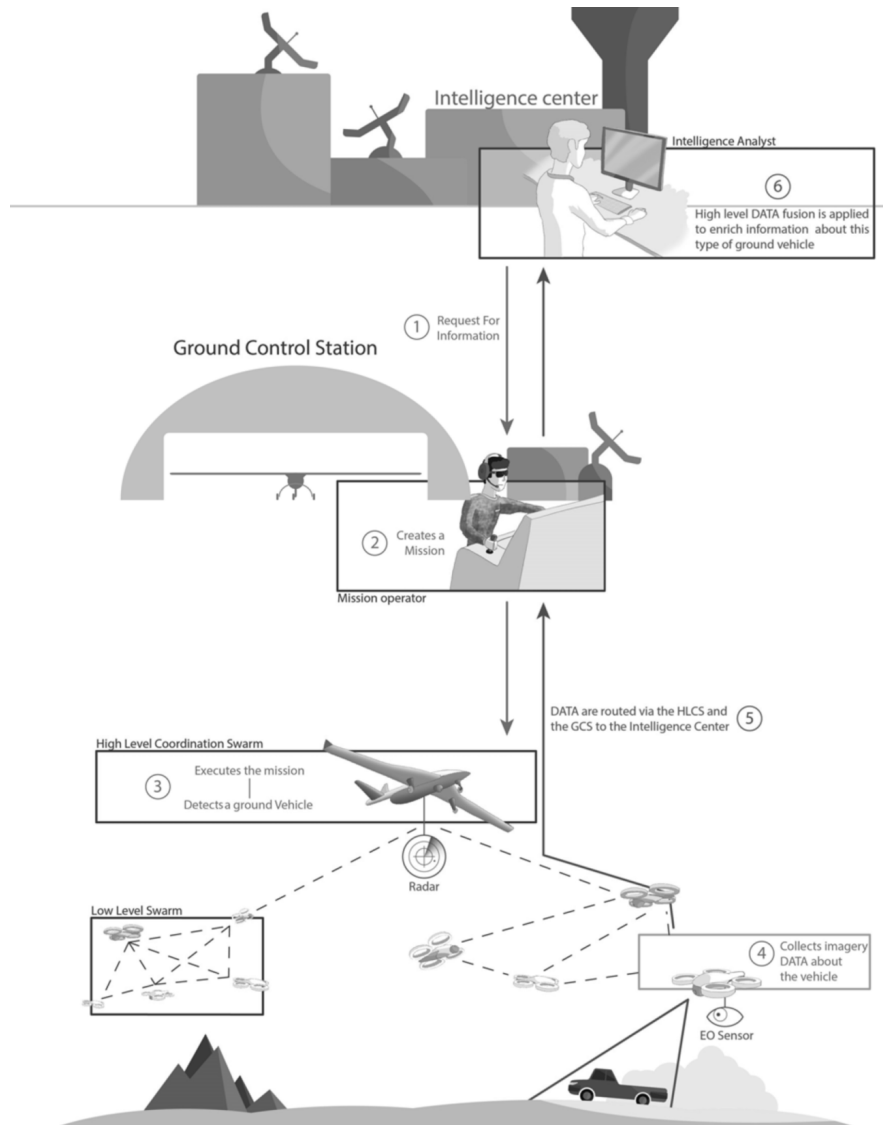 Intelligence center
Intelligence Analyst
6
High level DATA fusion is applied
to enrich information about this
type of ground vehicle
1
Request For
Information
Ground Control Station
2
Creates a
Mission
Mission operator
DATA are routed via the HLCS and
the GCS to the Intelligence Center
5
High Level Coordination Swarm
3
Executes the mission
Detects a ground Vehicle
Radar
Low Level Swarm
4
Collects imagery
DATA about
the vehicle
EO Sensor